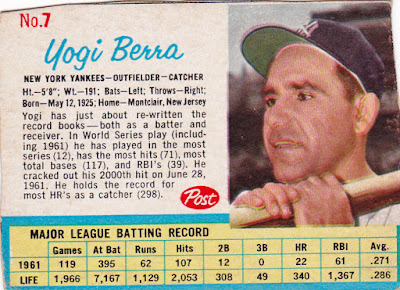 No.7
Yogi Berra
NEW YORK YANKEES—OUTFIELDER-CATCHER
Ht.—5'8"; Wt.—191; Bats—Left; Throws—Right;
Born—May 12, 1925; Home—Montclair, New Jersey
Yogi has just about re-written the
record books—both as a batter and
receiver. In World Series play (includ-
ing 1961) he has played in the most
series (12), has the most hits (71), most
total bases (117), and RBI's (39). He
cracked out his 2000th hit on June 28,
1961. He holds the record for
most HR's as a catcher (298).
Post
MAJOR LEAGUE BATTING RECORD
Games At Bat Runs Hits 2B 3B HR RBI Avg.
1961 119 395 62 107 12 0 22 61 .271
LIFE 1,966 7,167 1,129 2,053 308 49 340 1,367 .286